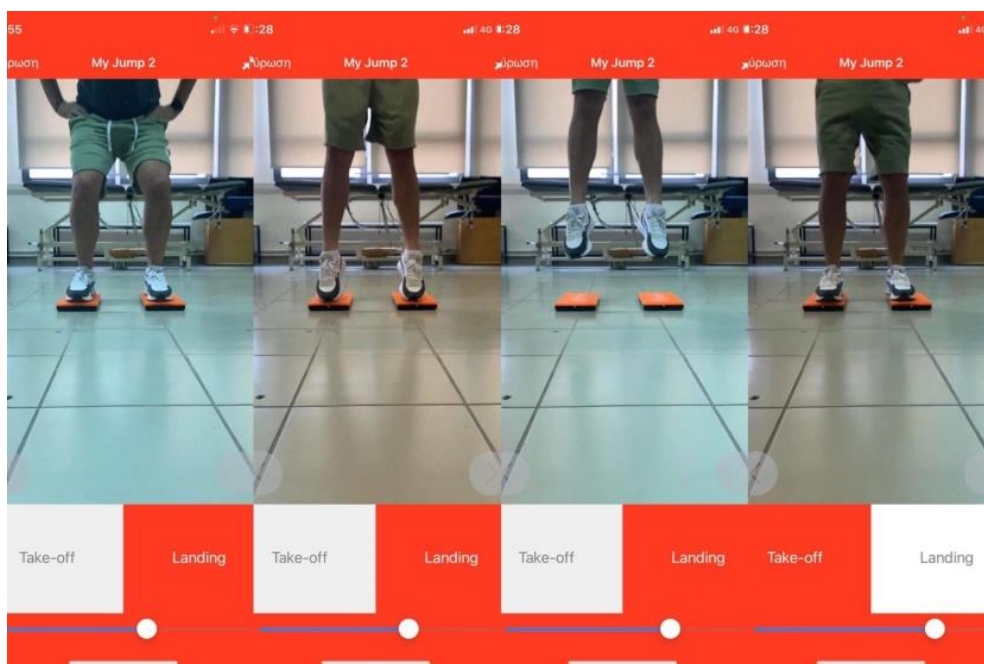 55 :28 :28 :28
ρωση My Jump 2 ύρωση My Jump 2 ύρωση My Jump 2 ύρωση My Jump 2
Take-off Landing Take-off Landing Take-off Landing Take-off Landing